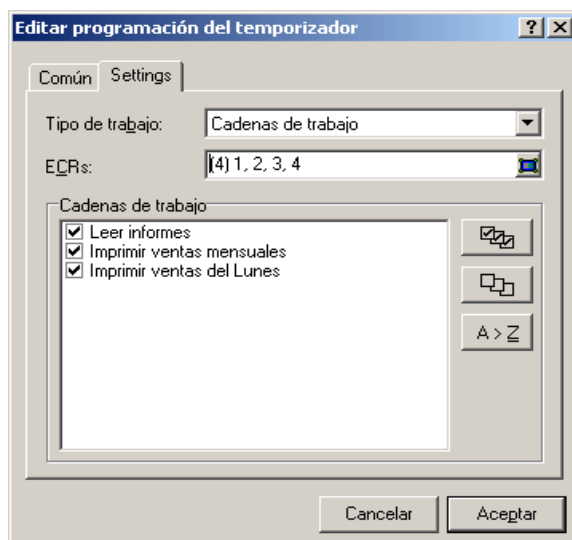 Editar programación del temporizador
Común Settings
Tipo de trabajo: Cadenas de trabajo
ECRs: (4) 1, 2, 3, 4
Cadenas de trabajo
Leer informes
Imprimir ventas mensuales
Imprimir ventas del Lunes
A > Z
Cancelar Aceptar